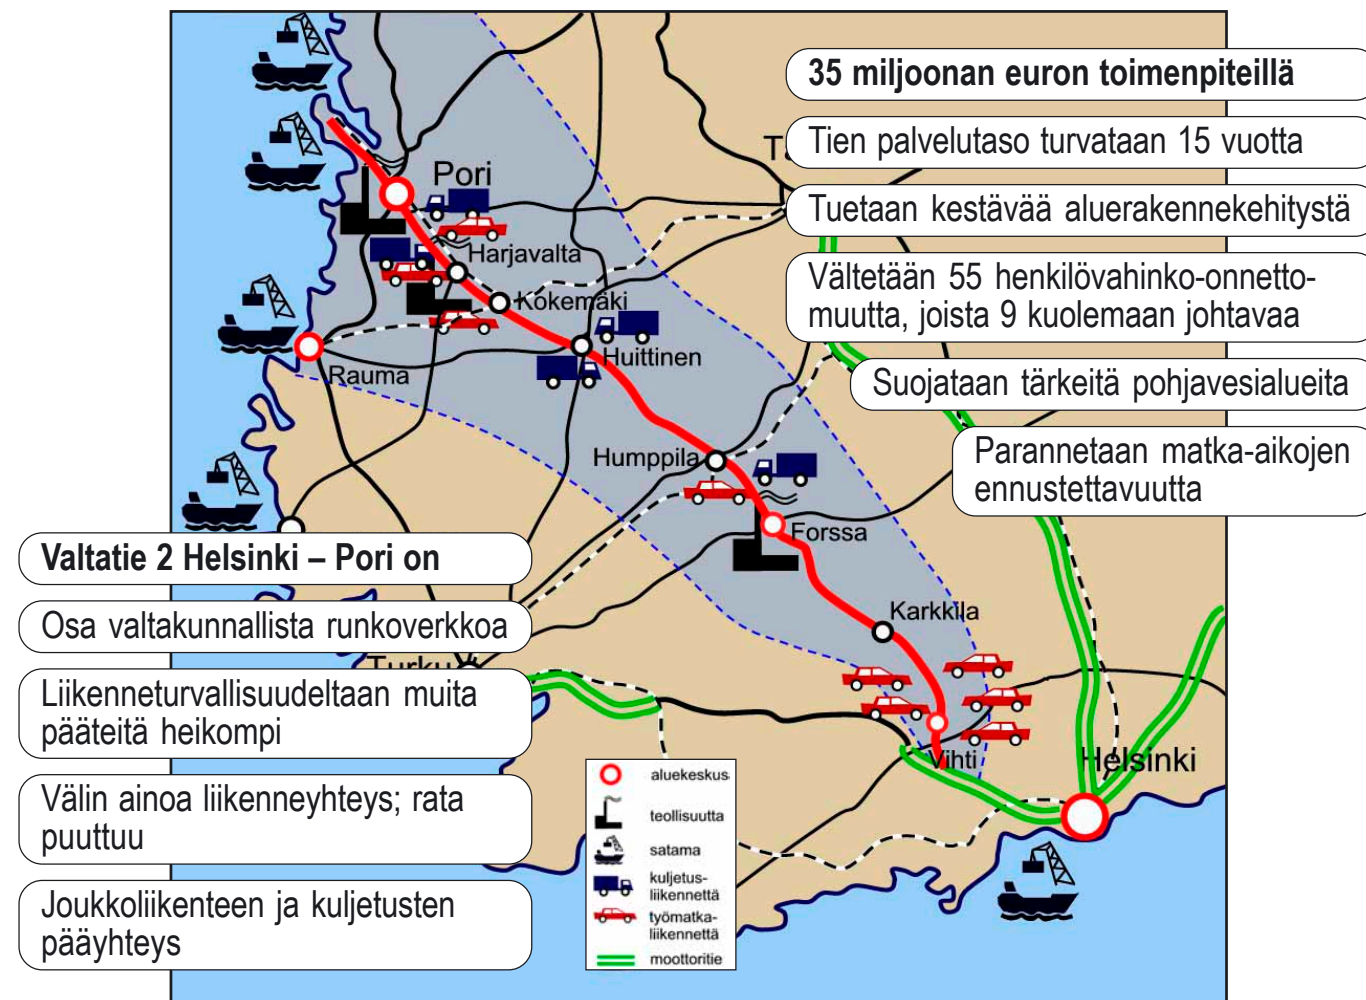 35 miljoonan euron toimenpiteillä
Tien palvelutaso turvataan 15 vuotta
Tuetaan kestävää aluerakennekehitystä
Vältetään 55 henkilövahinko-onnetto-
muutta, joista 9 kuolemaan johtavaa
Suojataan tärkeitä pohjavesialueita
Parannetaan matka-aikojen
ennustettavuutta
Pori
Harjavalta
Kokemäki
Huittinen
Rauma
Humppila
Forssa
Karkkila
Vihti
Helsinki
Turku
Valtatie 2 Helsinki – Pori on
Osa valtakunnallista runkoverkkoa
Liikenneturvallisuudeltaan muita
pääteitä heikompi
Välin ainoa liikenneyhteys; rata
puuttuu
Joukkoliikenteen ja kuljetusten
pääyhteys
aluekeskus
teollisuutta
satama
kuljetus-
liikennettä
työmatka-
liikennettä
moottoritie